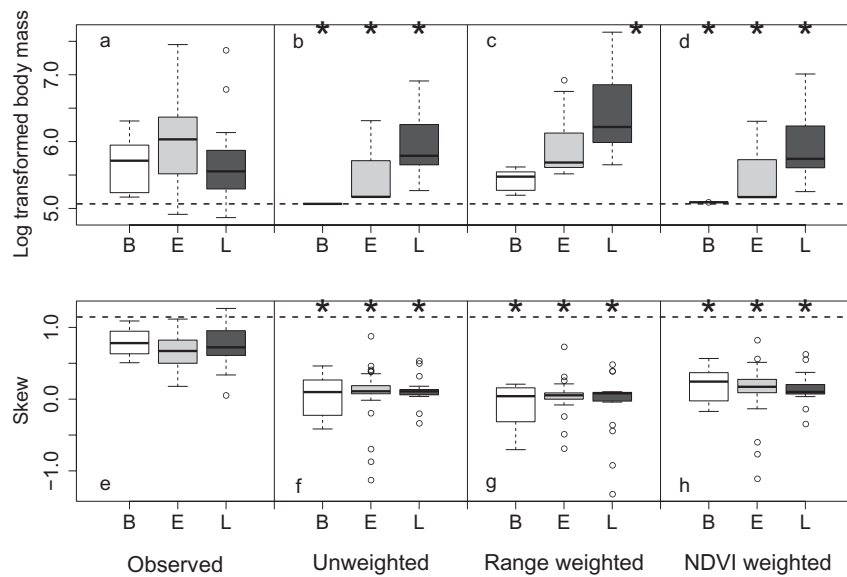 Log transformed body mass
7.0
6.0
5.0
a
b
c
d
* * *
*
* * *
B E L
B E L
B E L
B E L
Skew
1.0
0.0
−1.0
* * *
* * *
* * *
e
f
g
h
B E L
B E L
B E L
B E L
Observed
Unweighted
Range weighted
NDVI weighted